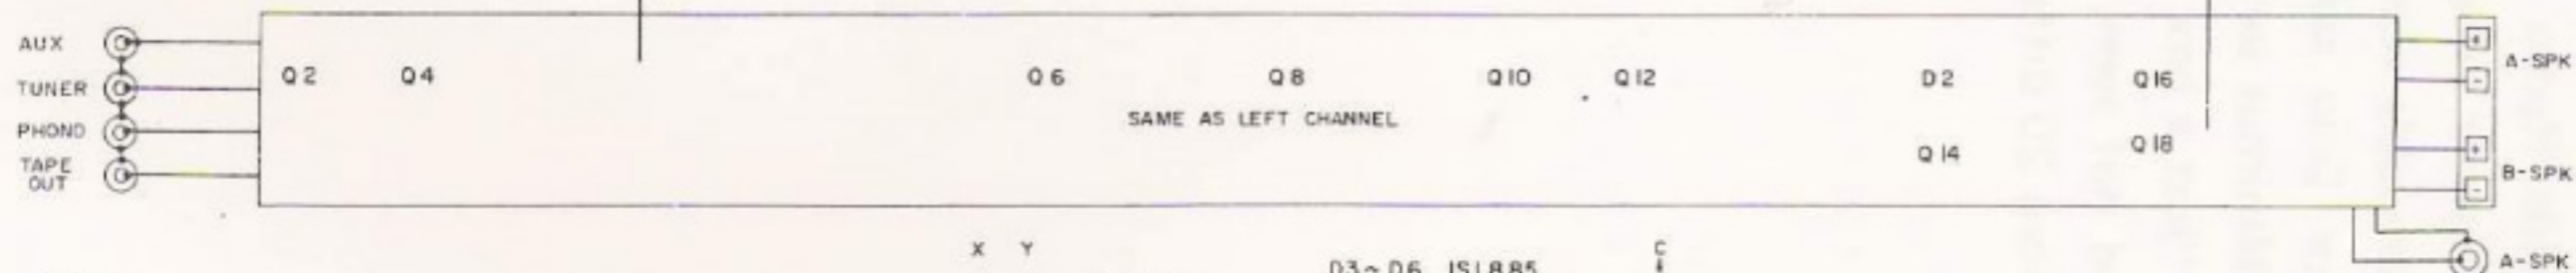 AUX
TUNER
PHONO
TAPE
OUT
Q2 Q4 Q6 Q8 Q10 Q12 D2 Q16
SAME AS LEFT CHANNEL
Q14 Q18
+
-
A-SPK
+
-
B-SPK
X Y
C
D3~D6 IS1885
A-SPK